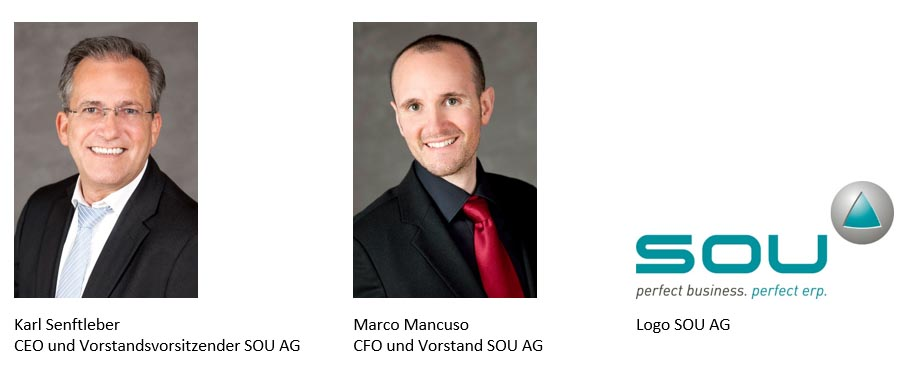 sou
perfect business. perfect erp.
Karl Senftleber
CEO und Vorstandsvorsitzender SOU AG
Marco Mancuso
CFO und Vorstand SOU AG
Logo SOU AG